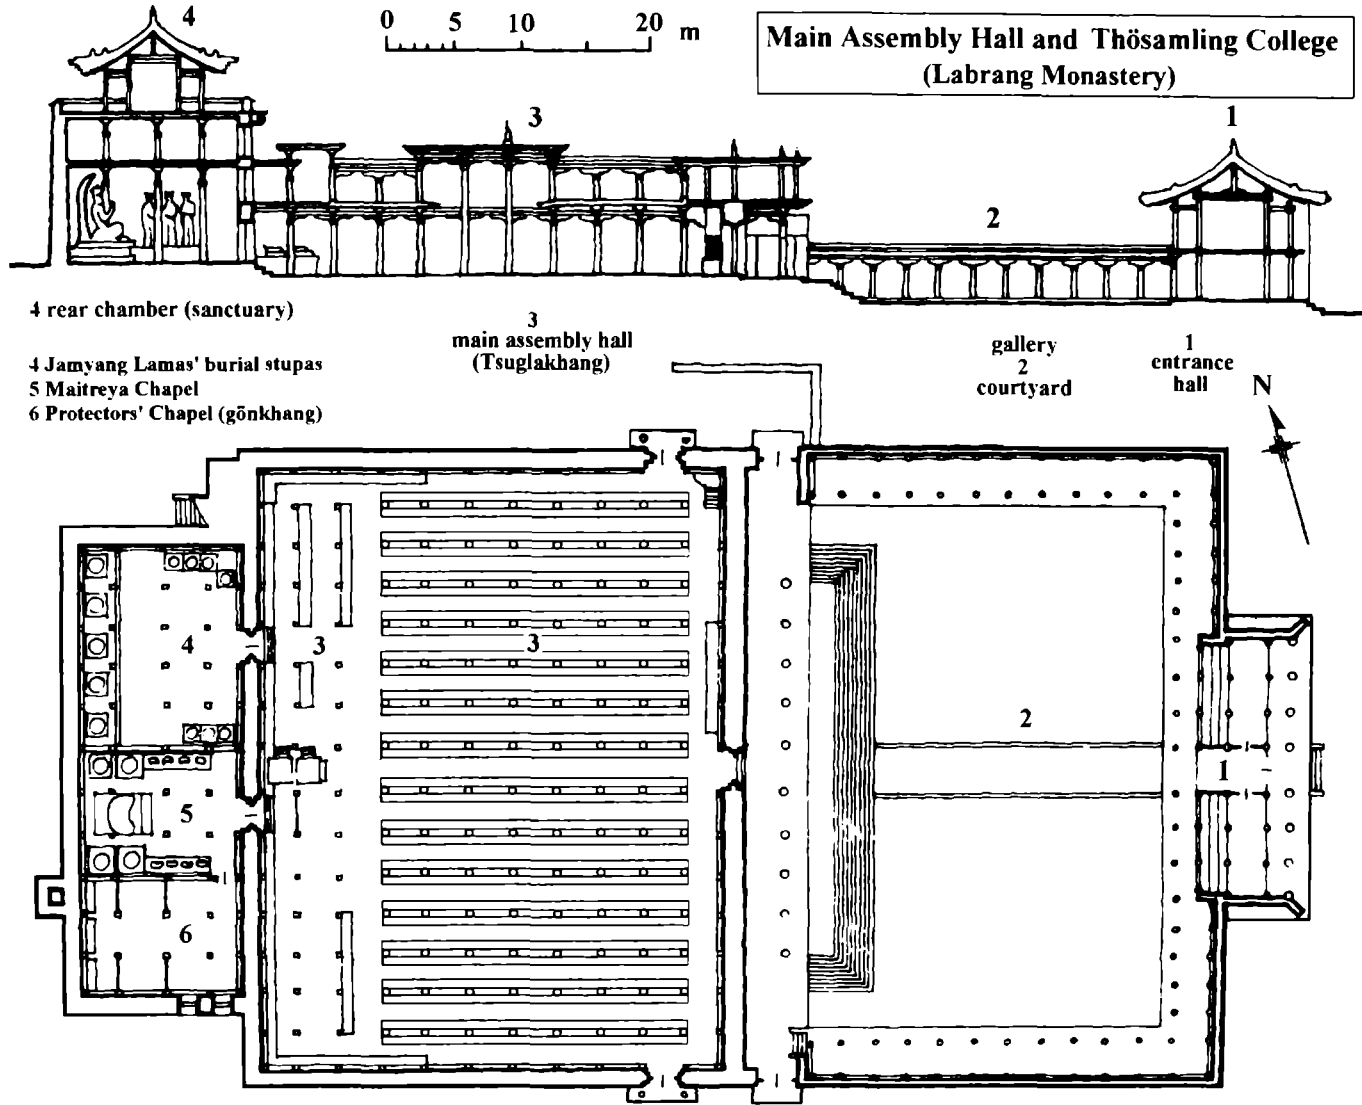 4
0 5 10 20 m
Main Assembly Hall and Thösamling College
(Labrang Monastery)
3
1
2
4 rear chamber (sanctuary)
4 Jamyang Lamas' burial stupas
5 Maitreya Chapel
6 Protectors' Chapel (gönkhang)
3
main assembly hall
(Tsuglakhang)
gallery
2
courtyard
1
entrance
hall
N
4
3
3
2
1
5
6